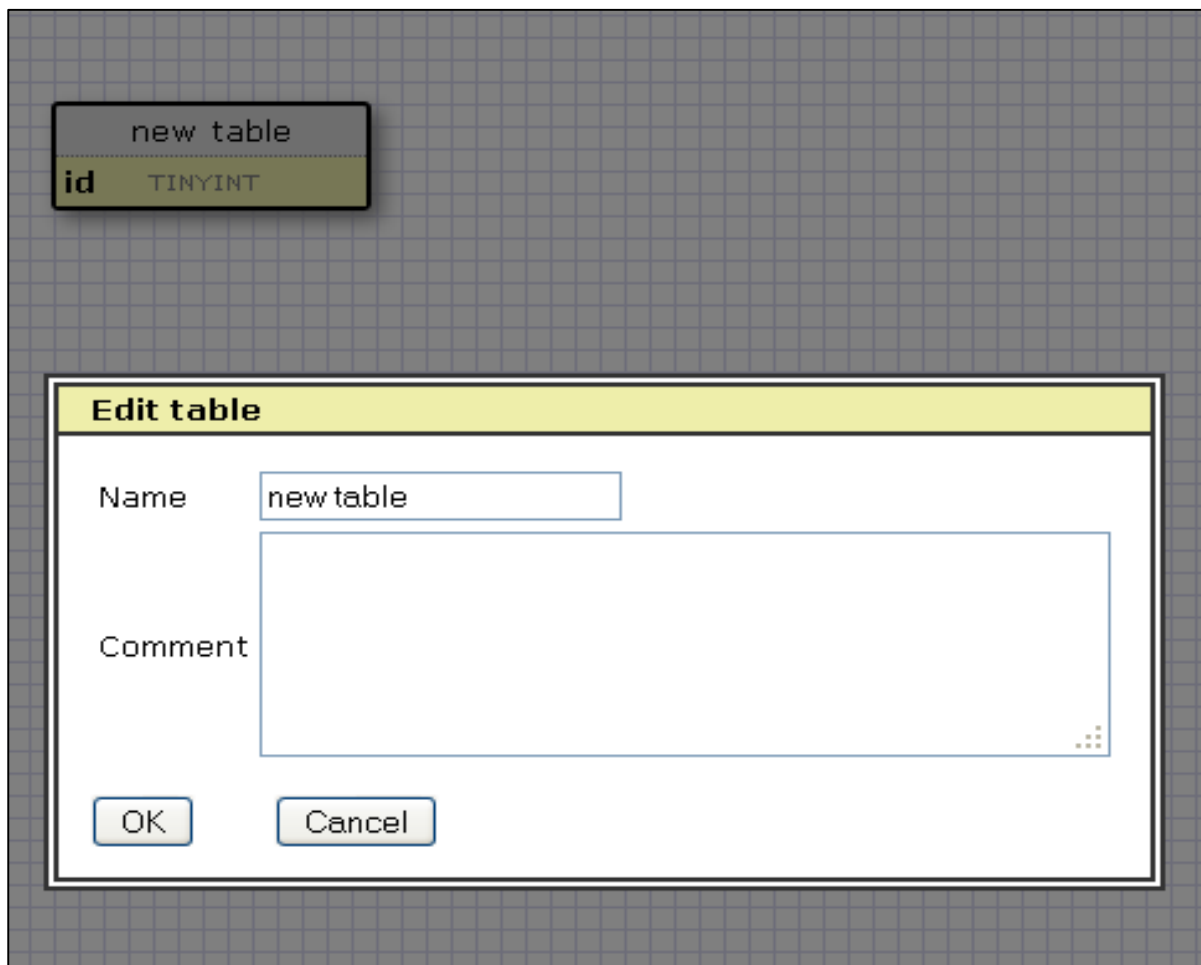 new table
id TINYINT
Edit table
Name new table
Comment
OK Cancel